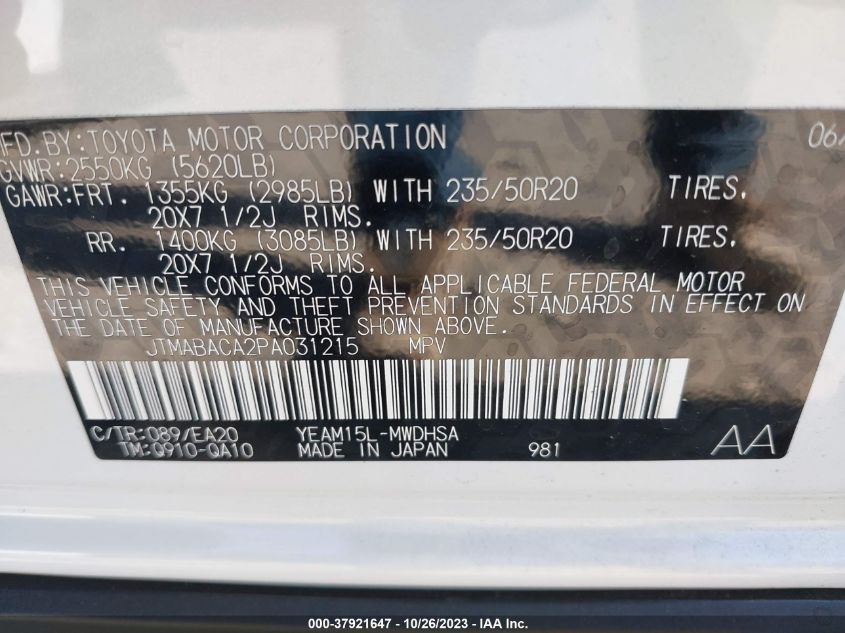 MFD.BY:TOYOTA MOTOR CORPORATION 06/
GVWR:2550KG (5620LB)
GAWR:FRT. 1355KG (2985LB) WITH 235/50R20 TIRES.
20X7 1/2J RIMS.
RR. 1400KG (3085LB) WITH 235/50R20 TIRES.
20X7 1/2J RIMS.
THIS VEHICLE CONFORMS TO ALL APPLICABLE FEDERAL MOTOR
VEHICLE SAFETY AND THEFT PREVENTION STANDARDS IN EFFECT ON
THE DATE OF MANUFACTURE SHOWN ABOVE.
JTMABACA2PA031215 MPV
C/TR:089/EA20 YEAM15L-MWDHSA
TM:Q910-QA10 MADE IN JAPAN 981 AA
000-37921647 - 10/26/2023 - IAA Inc.